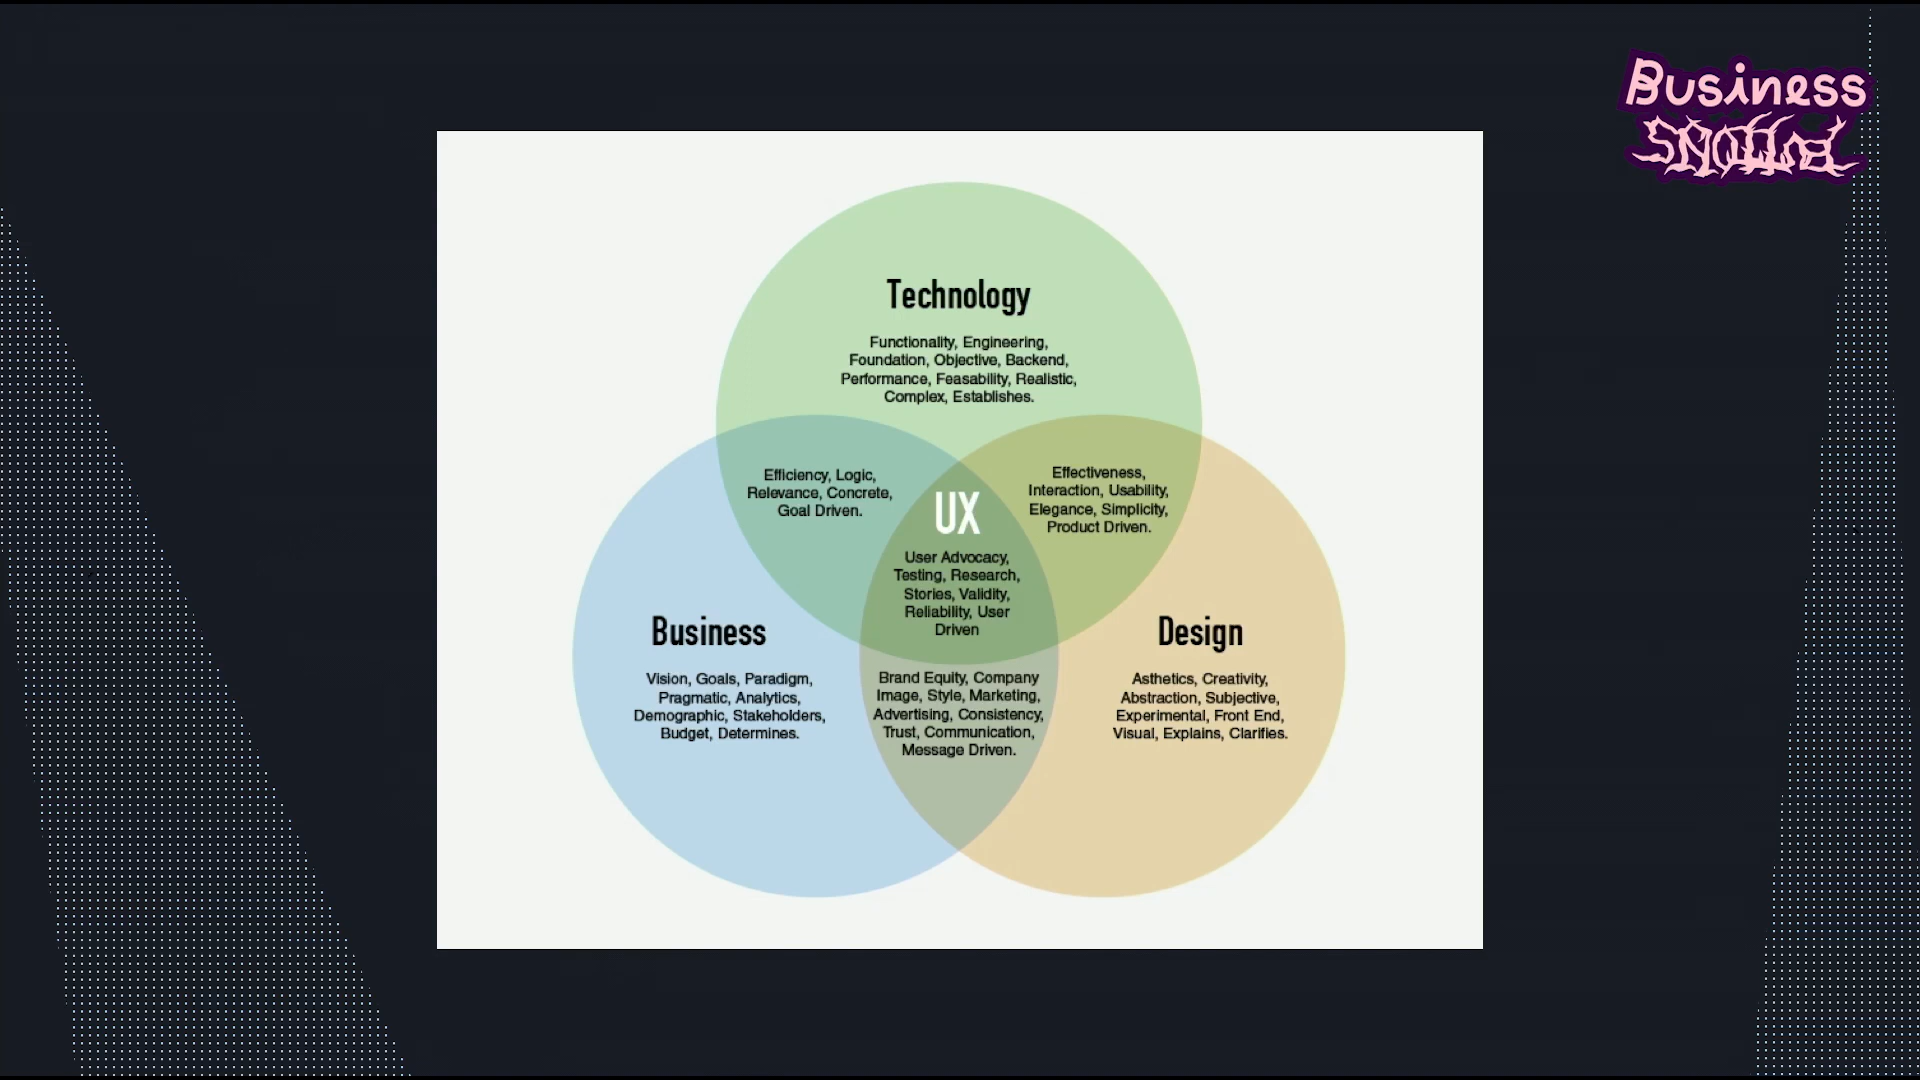 Business
Technology
Functionality, Engineering,
Foundation, Objective, Backend,
Performance, Feasability, Realistic,
Complex, Establishes.
Efficiency, Logic,
Relevance, Concrete,
Goal Driven.
Effectiveness,
Interaction, Usability,
Elegance, Simplicity,
Product Driven.
UX
User Advocacy,
Testing, Research,
Stories, Validity,
Reliability, User
Driven
Business
Vision, Goals, Paradigm,
Pragmatic, Analytics,
Demographic, Stakeholders,
Budget, Determines.
Brand Equity, Company
Image, Style, Marketing,
Advertising, Consistency,
Trust, Communication,
Message Driven.
Design
Asthetics, Creativity,
Abstraction, Subjective,
Experimental, Front End,
Visual, Explains, Clarifies.